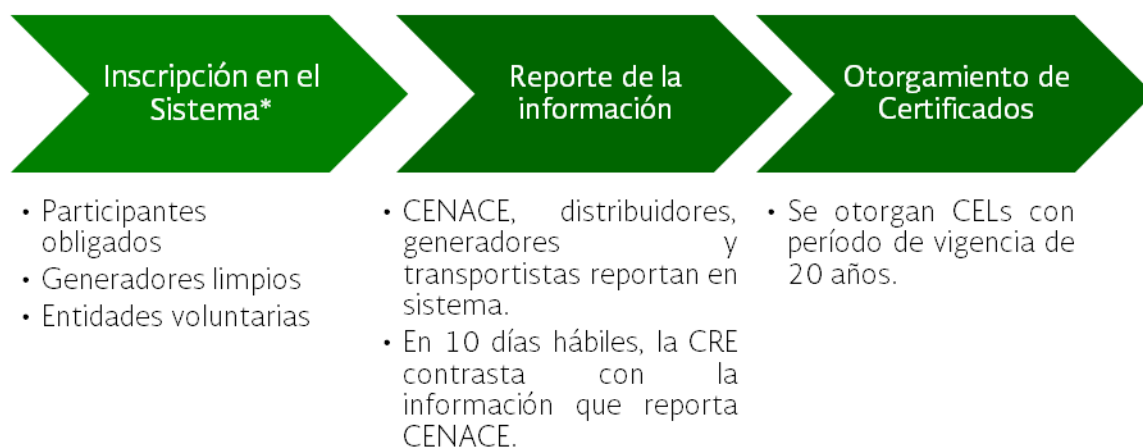 Inscripción en el
Sistema*
Reporte de la
información
Otorgamiento de
Certificados
• Participantes
obligados
• Generadores limpios
• Entidades voluntarias
• CENACE, distribuidores,
generadores y
transportistas reportan en
sistema.
• En 10 días hábiles, la CRE
contrasta con la
información que reporta
CENACE.
• Se otorgan CELs con
período de vigencia de
20 años.